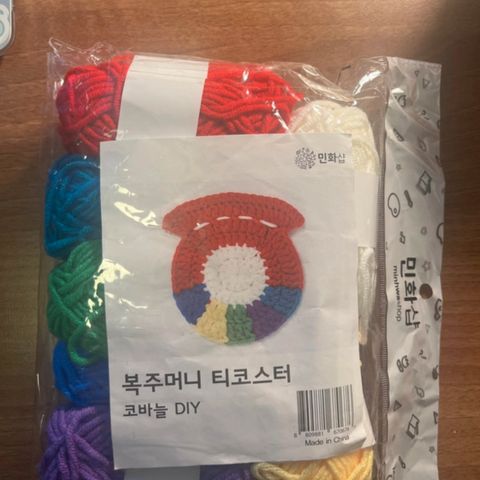 민화샵
복주머니 티코스터
코바늘 DIY
Made in China
민화샵
minhwashop